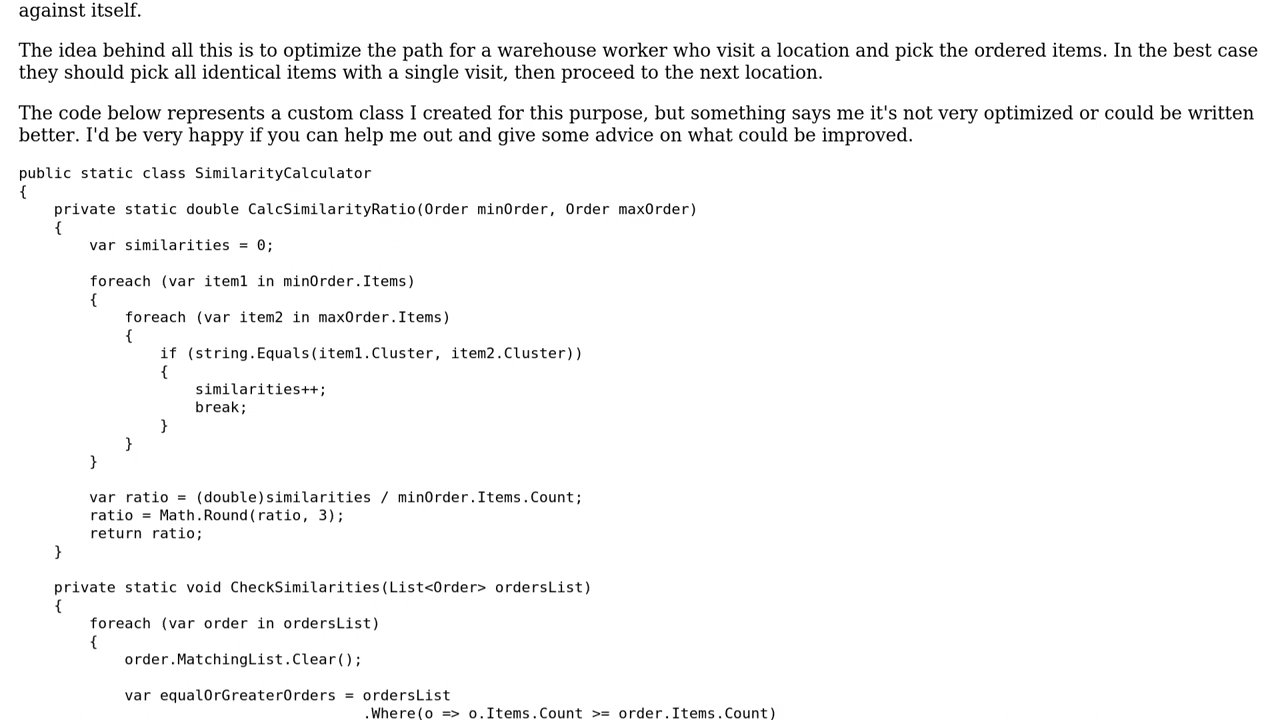 against itself.
The idea behind all this is to optimize the path for a warehouse worker who visit a location and pick the ordered items. In the best case
they should pick all identical items with a single visit, then proceed to the next location.
The code below represents a custom class I created for this purpose, but something says me it's not very optimized or could be written
better. I'd be very happy if you can help me out and give some advice on what could be improved.
public static class SimilarityCalculator
{
    private static double CalcSimilarityRatio(Order minOrder, Order maxOrder)
    {
        var similarities = 0;
        foreach (var item1 in minOrder.Items)
        {
            foreach (var item2 in maxOrder.Items)
            {
                if (string.Equals(item1.Cluster, item2.Cluster))
                {
                    similarities++;
                    break;
                }
            }
        }
        var ratio = (double)similarities / minOrder.Items.Count;
        ratio = Math.Round(ratio, 3);
        return ratio;
    }
    private static void CheckSimilarities(List<Order> ordersList)
    {
        foreach (var order in ordersList)
        {
            order.MatchingList.Clear();
            var equalOrGreaterOrders = ordersList
                                       .Where(o => o.Items.Count >= order.Items.Count)